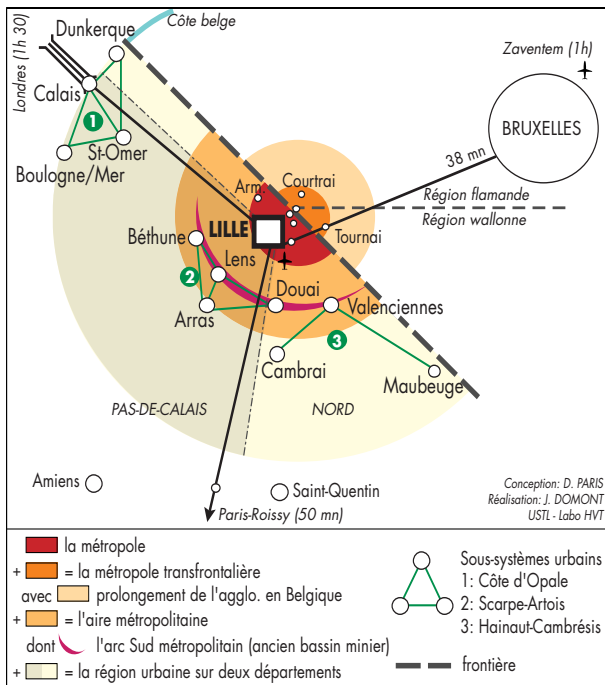 Londres (1h 30)
Dunkerque
Côte belge
Zaventem (1h)
Calais
BRUXELLES
1
St-Omer
38 mn
Boulogne/Mer
Courtrai
Arm.
Région flamande
Région wallonne
LILLE
Tournai
Béthune
Lens
2
Douai
Valenciennes
Arras
3
Cambrai
Maubeuge
PAS-DE-CALAIS
NORD
Amiens
Saint-Quentin
Paris-Roissy (50 mn)
Conception: D. PARIS
Réalisation: J. DOMONT
USTL - Labo HVT
la métropole
+ = la métropole transfrontalière
avec prolongement de l'agglo. en Belgique
+ = l'aire métropolitaine
dont l'arc Sud métropolitain (ancien bassin minier)
+ = la région urbaine sur deux départements
Sous-systèmes urbains
1: Côte d'Opale
2: Scarpe-Artois
3: Hainaut-Cambrésis
frontière